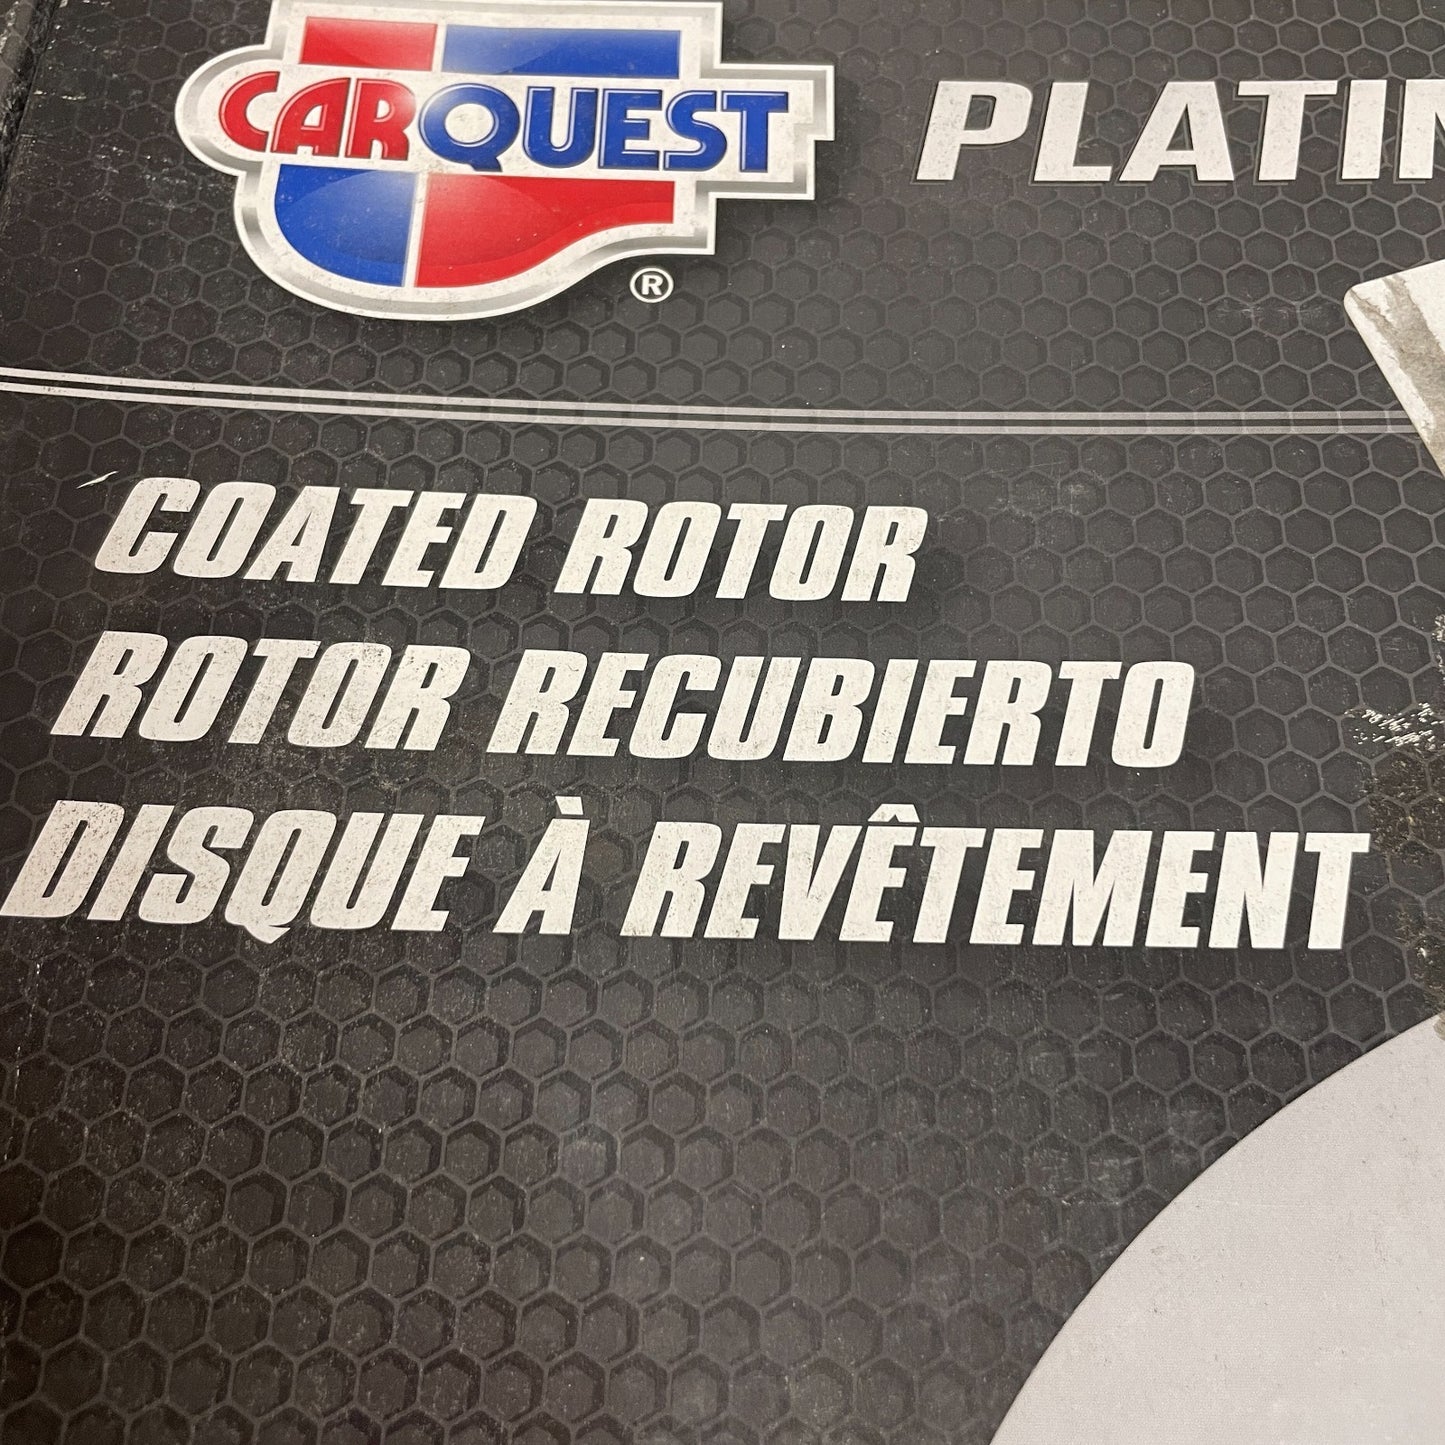 CARQUEST
®
PLATIN
COATED ROTOR
ROTOR RECUBIERTO
DISQUE À REVÊTEMENT